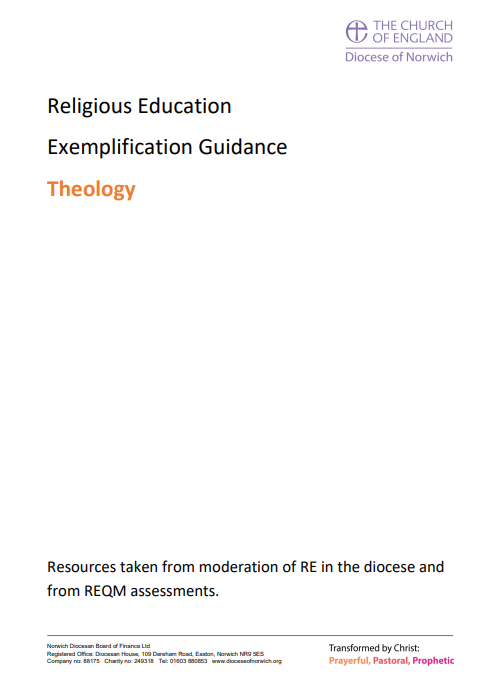 THE CHURCH
OF ENGLAND
Diocese of Norwich
Religious Education
Exemplification Guidance
Theology
Resources taken from moderation of RE in the diocese and
from REQM assessments.
Norwich Diocesan Board of Finance Ltd
Registered Office: Diocesan House, 109 Dereham Road, Easton, Norwich NR9 5ES
Company no: 88175 Charity no: 249318 Tel: 01603 880853 www.dioceseofnorwich.org
Transformed by Christ:
Prayerful, Pastoral, Prophetic